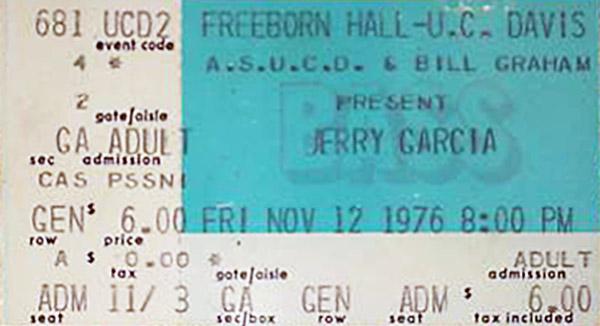 681 UCD2 FREEBORN HALL-U.C. DAVIS
event code
4 * A.S.U.C.D. & BILL GRAHAM
2 PRESENT
gate/aisle
GA ADULT JERRY GARCIA
sec admission
CAS PSSNI
BASS
GEN $ 6.00 FRI NOV 12 1976 8:00 PM
row price
A $ 0.00 * ADULT
tax gate/aisle admission
ADM 11/ 3 GA GEN ADM $ 6.00
seat sec/box row seat tax included